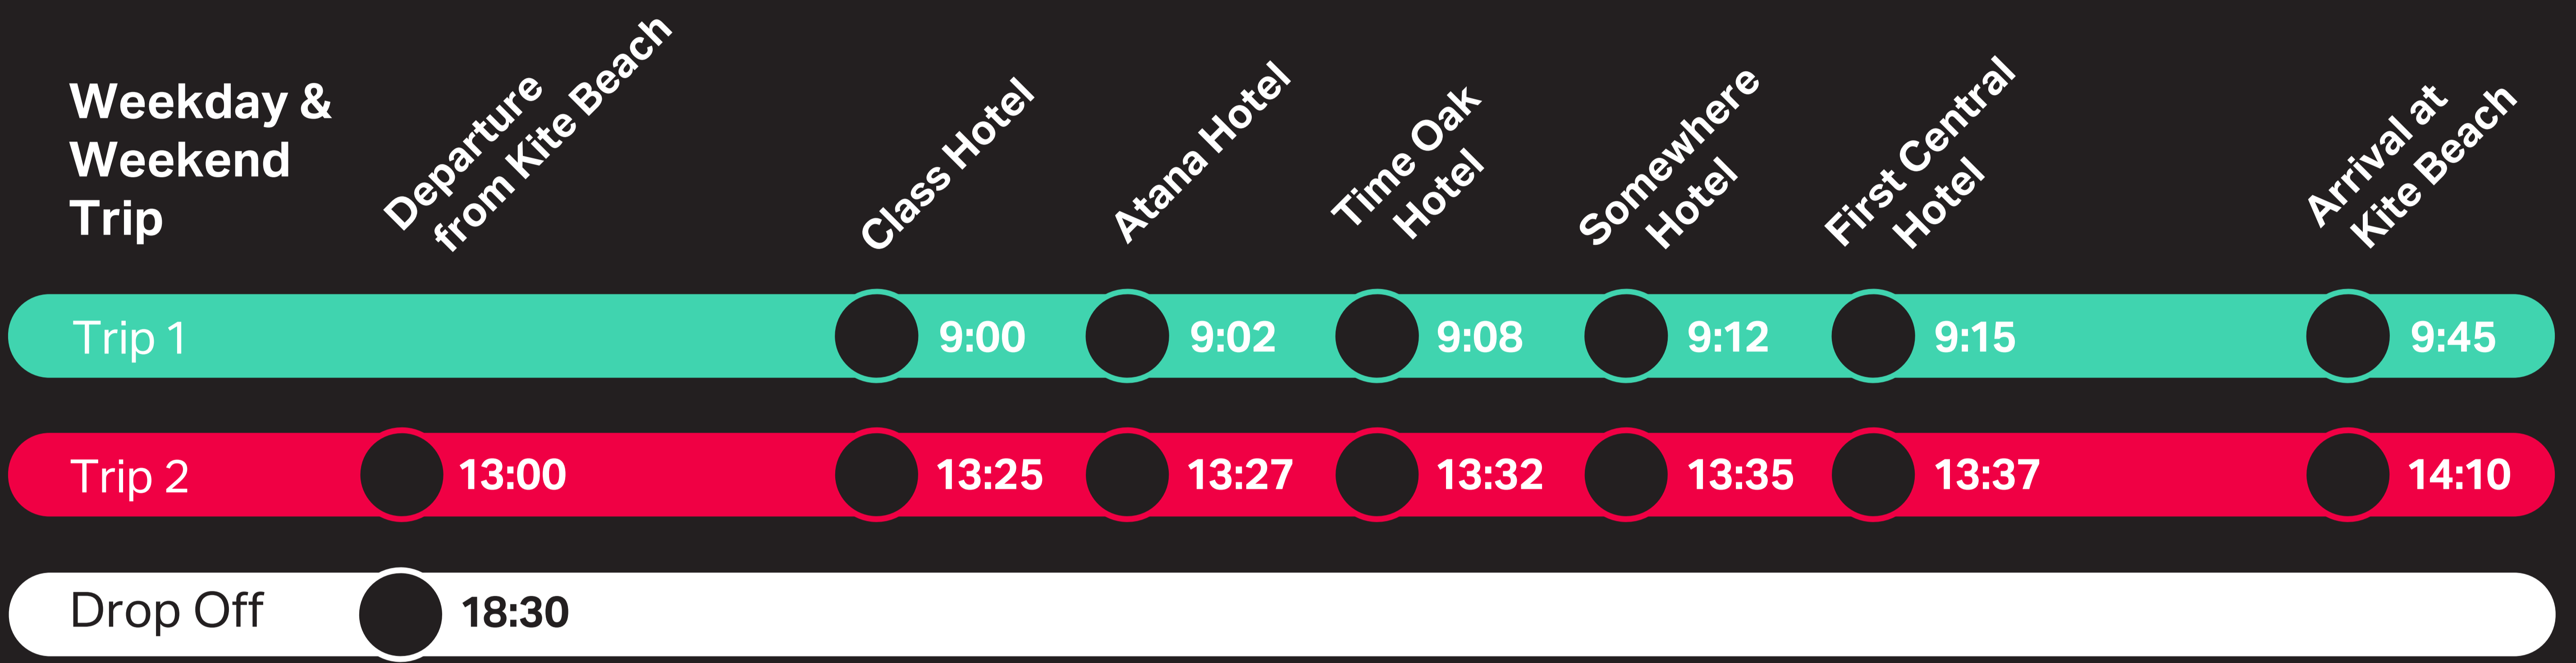 Weekday &
Weekend
Trip
Departure
from Kite Beach
Class Hotel
Atana Hotel
Time Oak
Hotel
Somewhere
Hotel
First Central
Hotel
Arrival at
Kite Beach
Trip 1 9:00 9:02 9:08 9:12 9:15 9:45
Trip 2 13:00 13:25 13:27 13:32 13:35 13:37 14:10
Drop Off 18:30